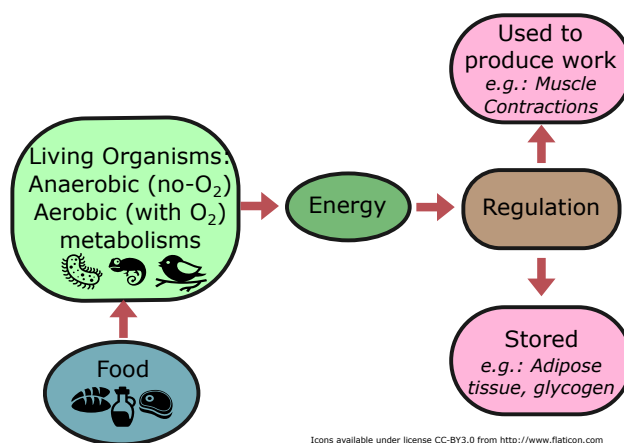 Used to
produce work
e.g.: Muscle
Contractions
Living Organisms:
Anaerobic (no-O₂)
Aerobic (with O₂)
metabolisms
Energy
Regulation
Stored
e.g.: Adipose
tissue, glycogen
Food
Icons available under license CC-BY3.0 from http://www.flaticon.com